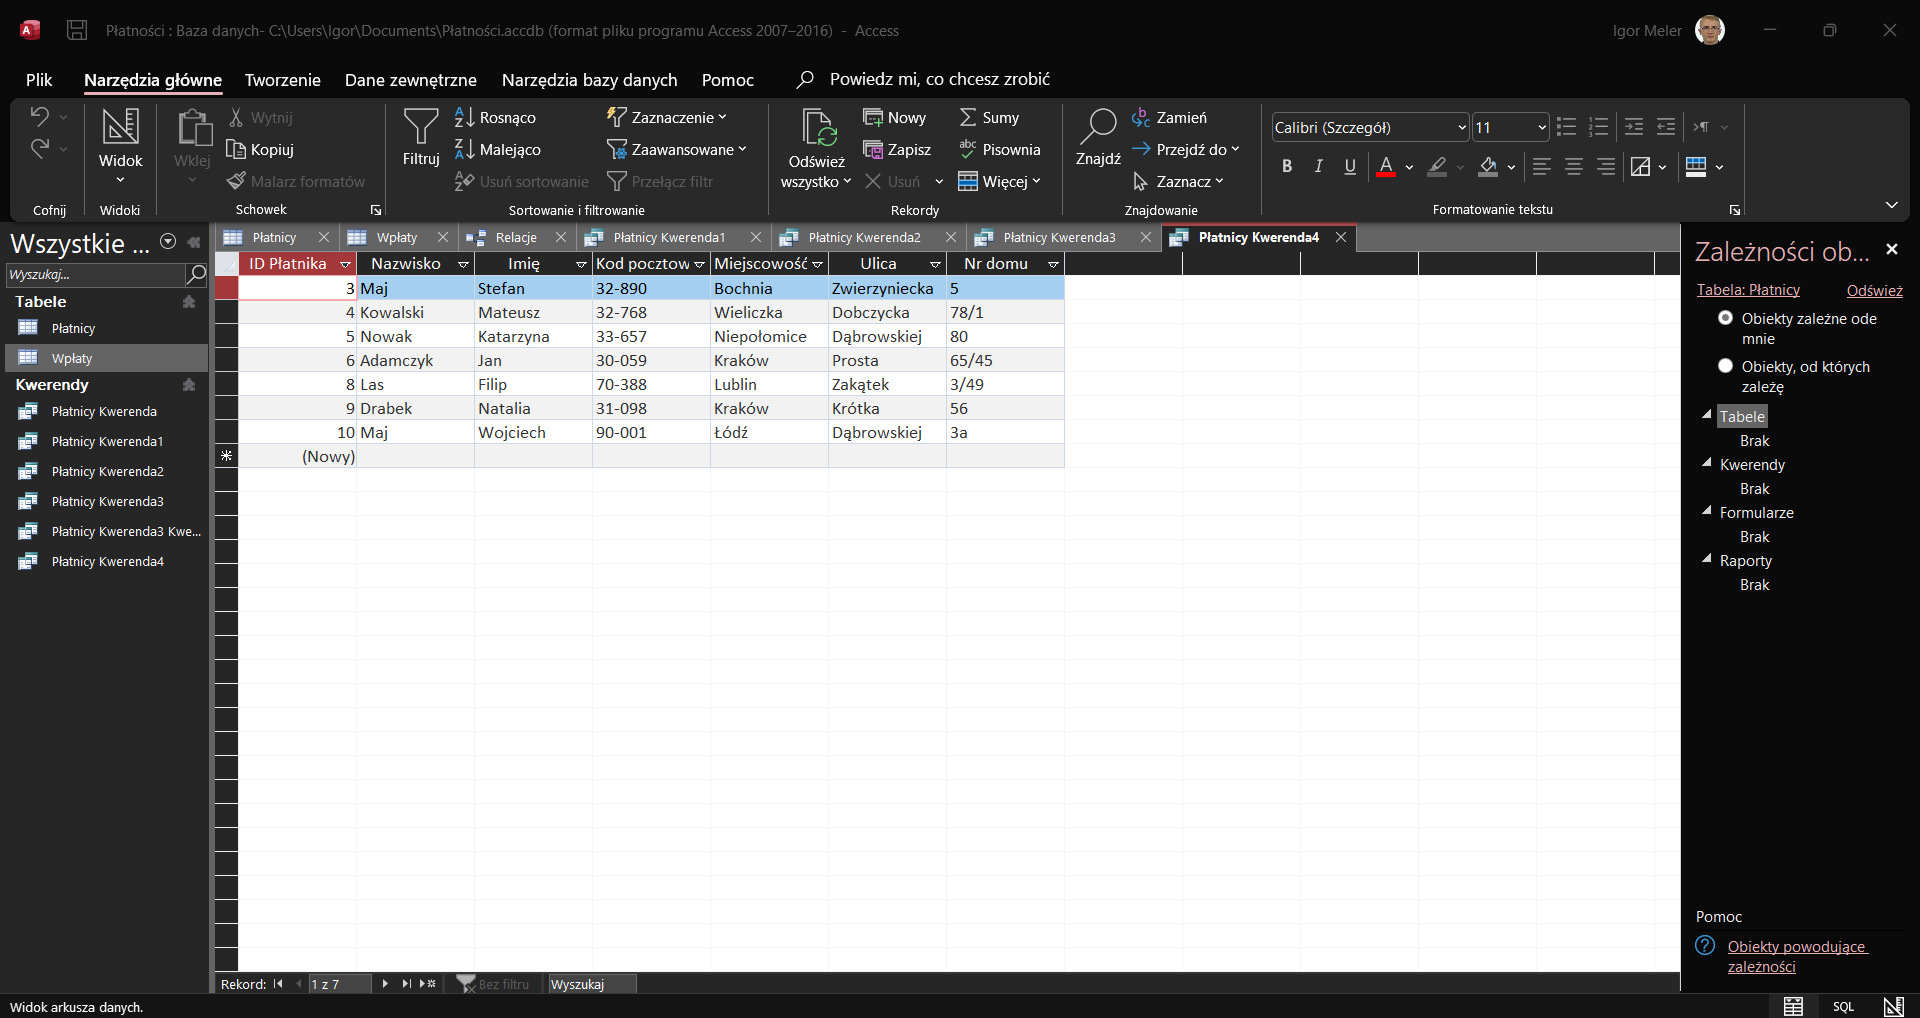 Płatności : Baza danych- C:\Users\Igor\Documents\Płatności.accdb (format pliku programu Access 2007–2016) - Access
Igor Meler
Plik Narzędzia główne Tworzenie Dane zewnętrzne Narzędzia bazy danych Pomoc Powiedz mi, co chcesz zrobić
Widok
Cofnij
Widoki
Wklej
Wytnij
Kopiuj
Malarz formatów
Schowek
Filtruj
Rosnąco
Malejąco
Usuń sortowanie
Zaznaczenie
Zaawansowane
Przełącz filtr
Sortowanie i filtrowanie
Odśwież
wszystko
Nowy
Zapisz
Usuń
Sumy
Pisownia
Więcej
Rekordy
Znajdź
Zamień
Przejdź do
Zaznacz
Znajdowanie
Calibri (Szczegół) 11
B I U A
Formatowanie tekstu
Wszystkie ...
Wyszukaj...
Tabele
Płatnicy
Wpłaty
Kwerendy
Płatnicy Kwerenda
Płatnicy Kwerenda1
Płatnicy Kwerenda2
Płatnicy Kwerenda3
Płatnicy Kwerenda3 Kwe...
Płatnicy Kwerenda4
Płatnicy Wpłaty Relacje Płatnicy Kwerenda1 Płatnicy Kwerenda2 Płatnicy Kwerenda3 Płatnicy Kwerenda4
ID Płatnika Nazwisko Imię Kod pocztow Miejscowość Ulica Nr domu
3 Maj Stefan 32-890 Bochnia Zwierzyniecka 5
4 Kowalski Mateusz 32-768 Wieliczka Dobczycka 78/1
5 Nowak Katarzyna 33-657 Niepołomice Dąbrowskiej 80
6 Adamczyk Jan 30-059 Kraków Prosta 65/45
8 Las Filip 70-388 Lublin Zakątek 3/49
9 Drabek Natalia 31-098 Kraków Krótka 56
10 Maj Wojciech 90-001 Łódź Dąbrowskiej 3a
(Nowy)
Rekord: 1 z 7 Bez filtru Wyszukaj
Zależności ob...
Tabela: Płatnicy Odśwież
Obiekty zależne ode
mnie
Obiekty, od których
zależę
Tabele
Brak
Kwerendy
Brak
Formularze
Brak
Raporty
Brak
Pomoc
Obiekty powodujące
zależności
Widok arkusza danych.
SQL